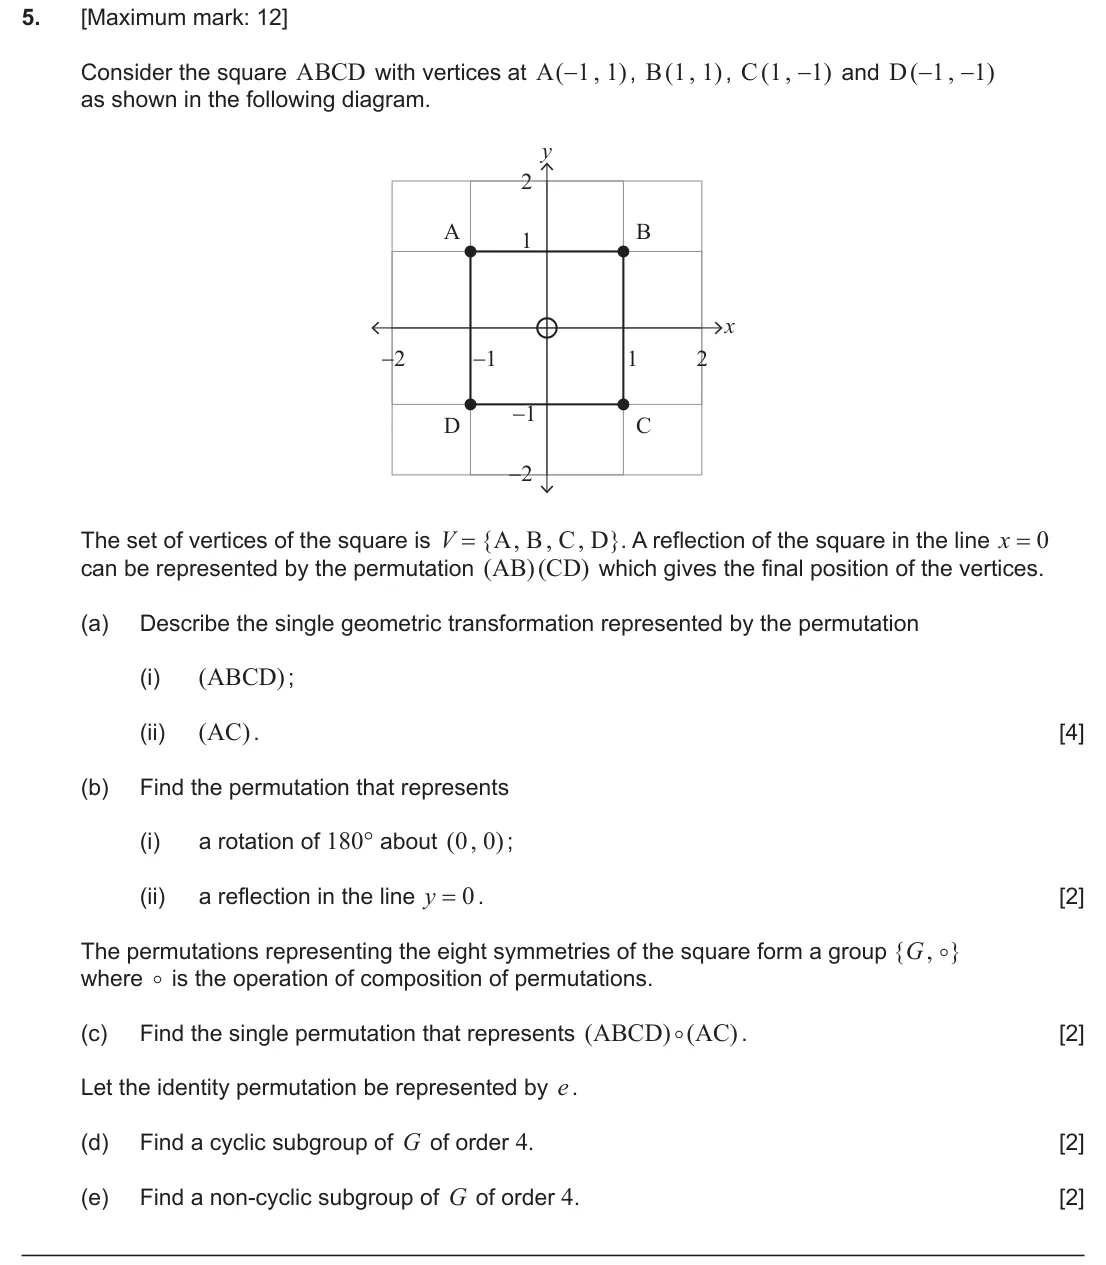 5. [Maximum mark: 12]
Consider the square ABCD with vertices at A(−1, 1), B(1, 1), C(1, −1) and D(−1, −1)
as shown in the following diagram.
y
2
A
1
B
x
−2
−1
1
2
D
−1
C
−2
The set of vertices of the square is V = {A, B, C, D}. A reflection of the square in the line x = 0
can be represented by the permutation (AB)(CD) which gives the final position of the vertices.
(a) Describe the single geometric transformation represented by the permutation
(i) (ABCD);
(ii) (AC). [4]
(b) Find the permutation that represents
(i) a rotation of 180° about (0, 0);
(ii) a reflection in the line y = 0. [2]
The permutations representing the eight symmetries of the square form a group {G, ∘}
where ∘ is the operation of composition of permutations.
(c) Find the single permutation that represents (ABCD)∘(AC). [2]
Let the identity permutation be represented by e.
(d) Find a cyclic subgroup of G of order 4. [2]
(e) Find a non-cyclic subgroup of G of order 4. [2]